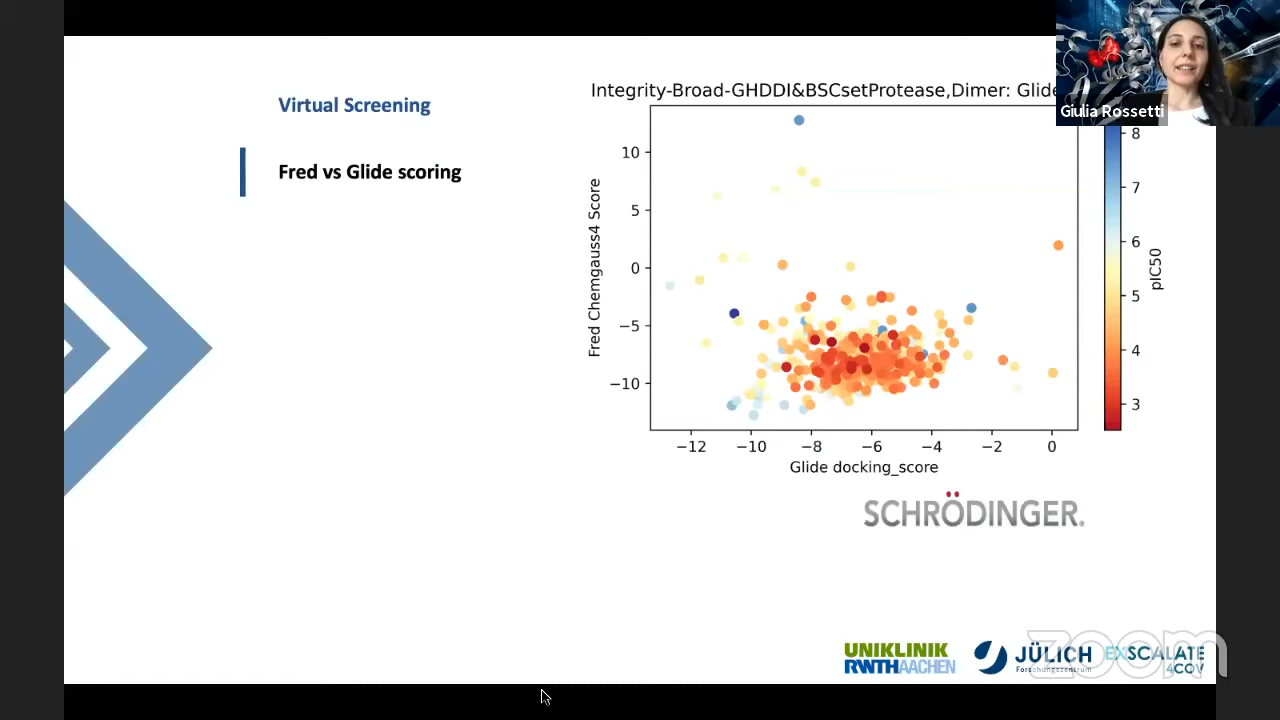 Virtual Screening
Fred vs Glide scoring
Integrity-Broad-GHDDI&BSCsetProtease,Dimer: Glide
Giulia Rossetti
Fred Chemgauss4 Score
10
5
0
−5
−10
−12
−10
−8
−6
−4
−2
0
Glide docking_score
8
7
6
5
4
3
pIC50
SCHRÖDINGER.
UNIKLINIK
RWTHAACHEN
JÜLICH
Forschungszentrum
EXSCALATE
4COV
zoom